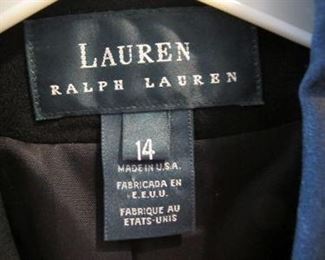 LAUREN
RALPH LAUREN
14
MADE IN U.S.A.
FABRICADA EN
E.E.U.U.
FABRIQUE AU
ETATS-UNIS